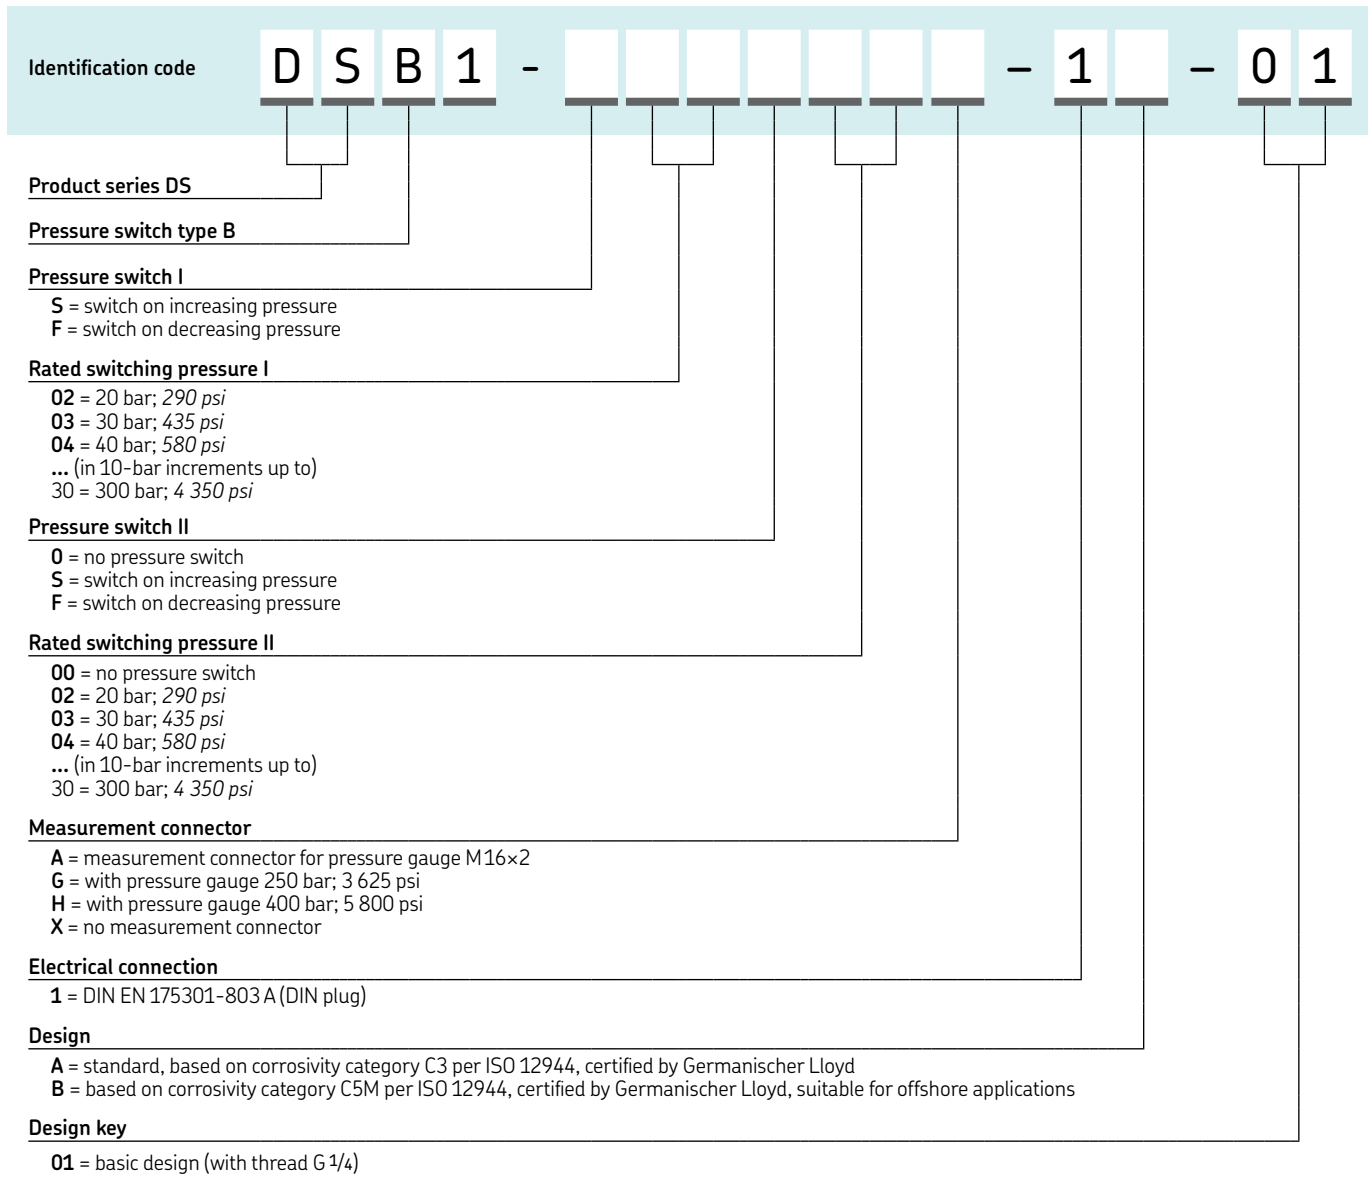 Identification code D S B 1 - – 1 – 0 1
Product series DS
Pressure switch type B
Pressure switch I
S = switch on increasing pressure
F = switch on decreasing pressure
Rated switching pressure I
02 = 20 bar; 290 psi
03 = 30 bar; 435 psi
04 = 40 bar; 580 psi
... (in 10-bar increments up to)
30 = 300 bar; 4 350 psi
Pressure switch II
0 = no pressure switch
S = switch on increasing pressure
F = switch on decreasing pressure
Rated switching pressure II
00 = no pressure switch
02 = 20 bar; 290 psi
03 = 30 bar; 435 psi
04 = 40 bar; 580 psi
... (in 10-bar increments up to)
30 = 300 bar; 4 350 psi
Measurement connector
A = measurement connector for pressure gauge M16×2
G = with pressure gauge 250 bar; 3 625 psi
H = with pressure gauge 400 bar; 5 800 psi
X = no measurement connector
Electrical connection
1 = DIN EN 175301-803 A (DIN plug)
Design
A = standard, based on corrosivity category C3 per ISO 12944, certified by Germanischer Lloyd
B = based on corrosivity category C5M per ISO 12944, certified by Germanischer Lloyd, suitable for offshore applications
Design key
01 = basic design (with thread G 1/4)